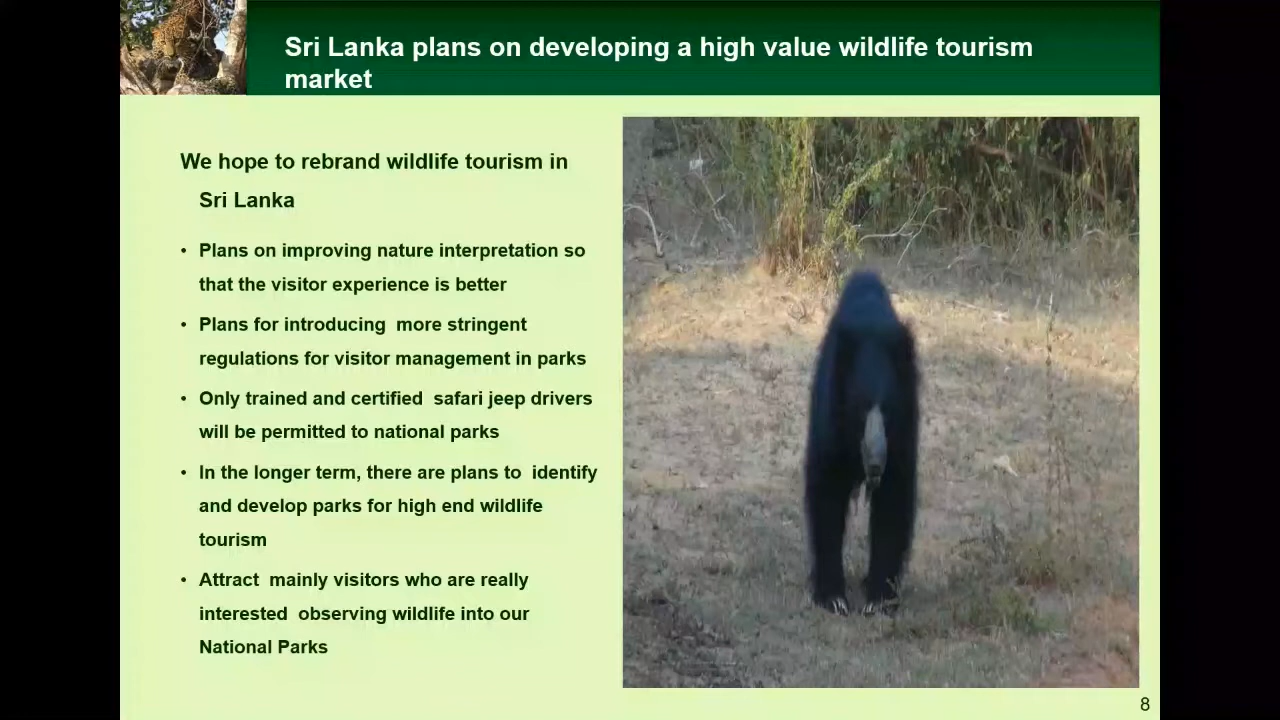 Sri Lanka plans on developing a high value wildlife tourism
market
We hope to rebrand wildlife tourism in
Sri Lanka
• Plans on improving nature interpretation so
that the visitor experience is better
• Plans for introducing  more stringent
regulations for visitor management in parks
• Only trained and certified  safari jeep drivers
will be permitted to national parks
• In the longer term, there are plans to  identify
and develop parks for high end wildlife
tourism
• Attract  mainly visitors who are really
interested  observing wildlife into our
National Parks
8